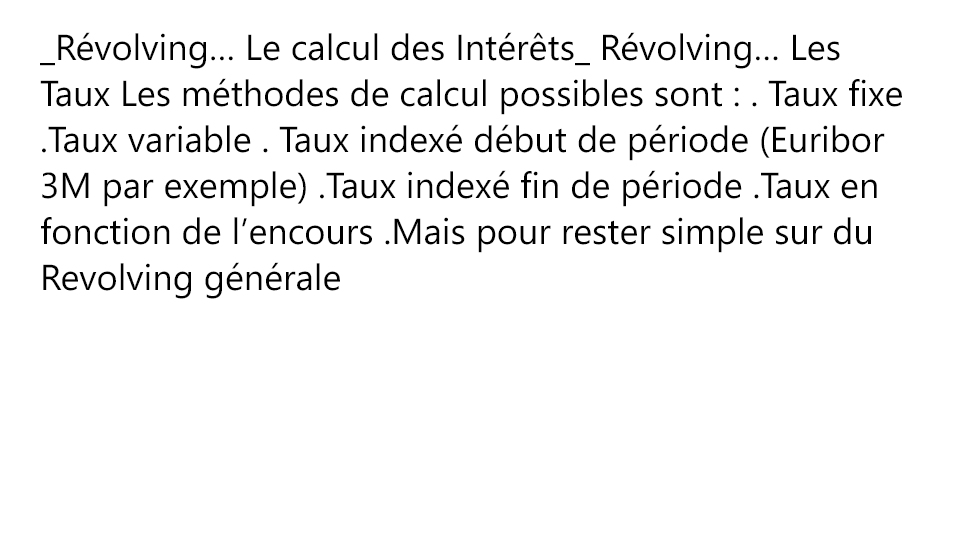 _Révolving... Le calcul des Intérêts_ Révolving... Les
Taux Les méthodes de calcul possibles sont : . Taux fixe
.Taux variable . Taux indexé début de période (Euribor
3M par exemple) .Taux indexé fin de période .Taux en
fonction de l’encours .Mais pour rester simple sur du
Revolving générale